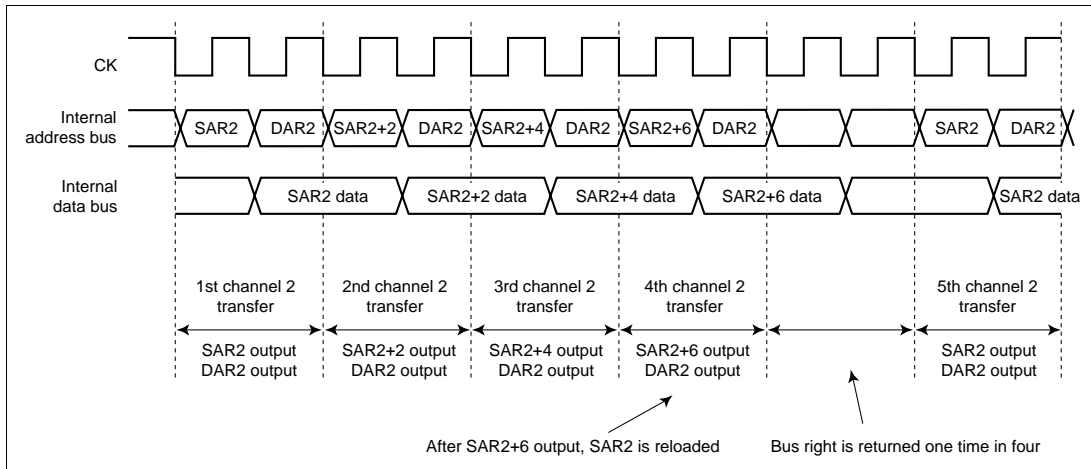 CK
Internal
address bus
SAR2 DAR2 SAR2+2 DAR2 SAR2+4 DAR2 SAR2+6 DAR2 SAR2 DAR2
Internal
data bus
SAR2 data SAR2+2 data SAR2+4 data SAR2+6 data SAR2 data
1st channel 2
transfer
2nd channel 2
transfer
3rd channel 2
transfer
4th channel 2
transfer
5th channel 2
transfer
SAR2 output
DAR2 output
SAR2+2 output
DAR2 output
SAR2+4 output
DAR2 output
SAR2+6 output
DAR2 output
SAR2 output
DAR2 output
After SAR2+6 output, SAR2 is reloaded
Bus right is returned one time in four